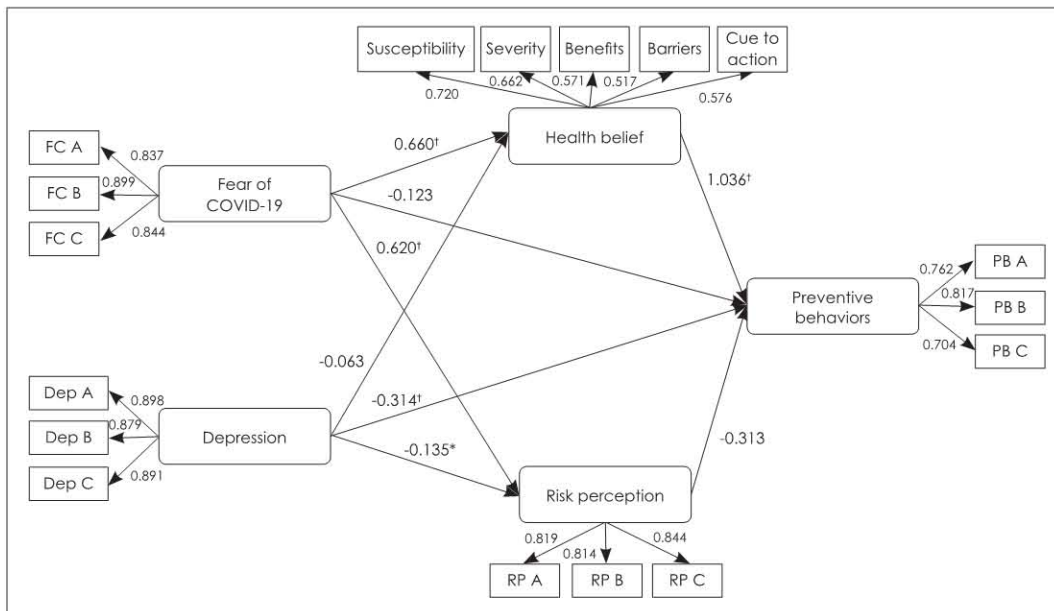 Susceptibility
Severity
Benefits
Barriers
Cue to
action
0.720
0.662
0.571
0.517
0.576
Health belief
FC A
FC B
FC C
0.837
0.899
0.844
Fear of
COVID-19
0.660†
-0.123
0.620†
1.036†
PB A
PB B
PB C
0.762
0.817
0.704
Preventive
behaviors
-0.063
-0.314†
-0.135*
-0.313
Dep A
Dep B
Dep C
0.898
0.879
0.891
Depression
Risk perception
0.819
0.814
0.844
RP A
RP B
RP C